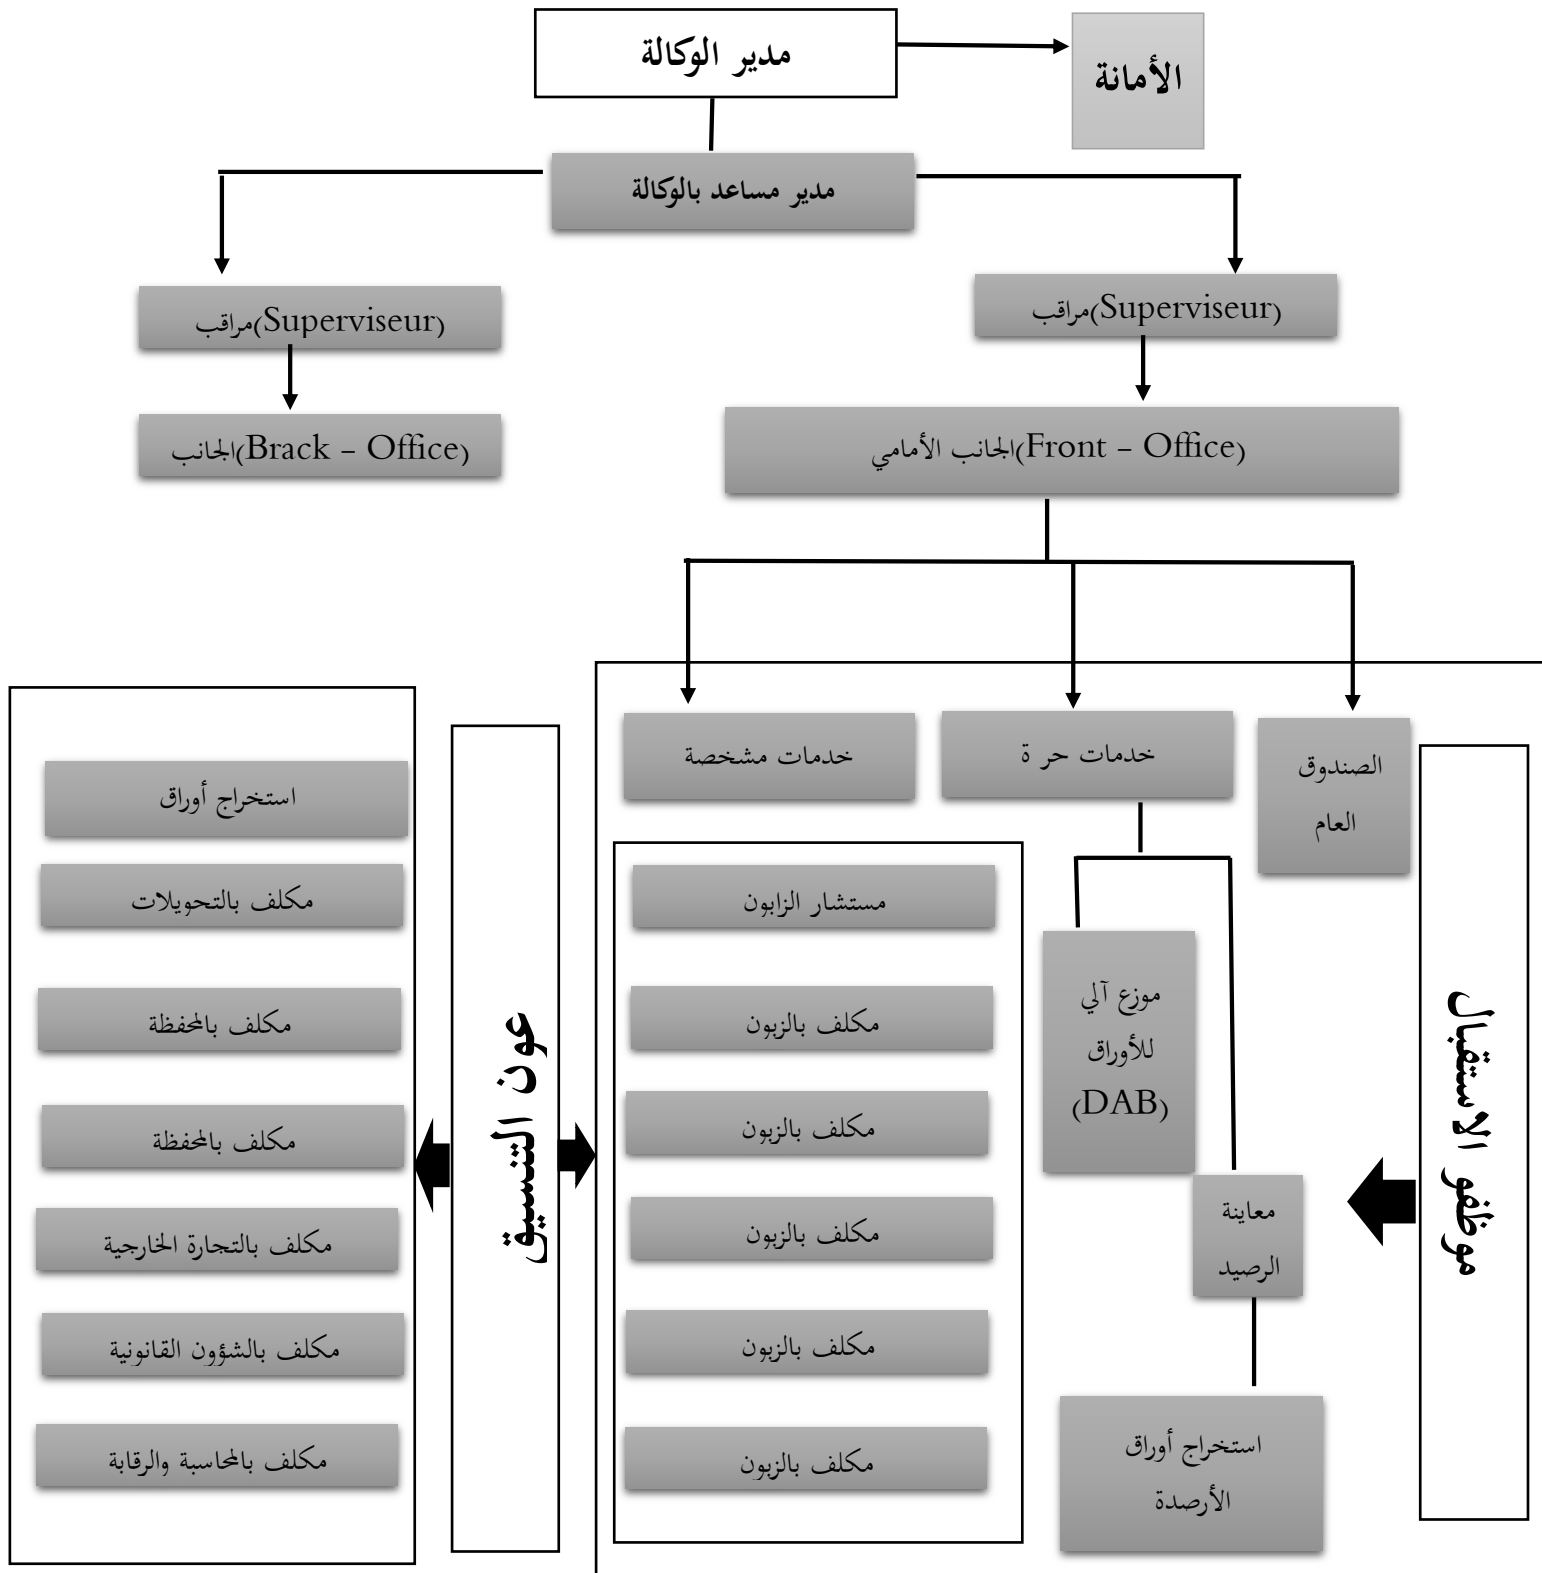 مدير الوكالة
الأمانة
مدير مساعد بالوكالة
مراقب(Superviseur)
مراقب(Superviseur)
الجانب الأمامي(Front – Office)
الجانب(Brack – Office)
الصندوق
العام
خدمات حر ة
خدمات مشخصة
موظفو الاستقبال
موزع آلي
للأوراق
(DAB)
معاينة
الرصيد
استخراج أوراق
الأرصدة
مستشار الزابون
مكلف بالزبون
مكلف بالزبون
مكلف بالزبون
مكلف بالزبون
مكلف بالزبون
عون التنسيق
استخراج أوراق
مكلف بالتحويلات
مكلف بالمحفظة
مكلف بالمحفظة
مكلف بالتجارة الخارجية
مكلف بالشؤون القانونية
مكلف بالمحاسبة والرقابة